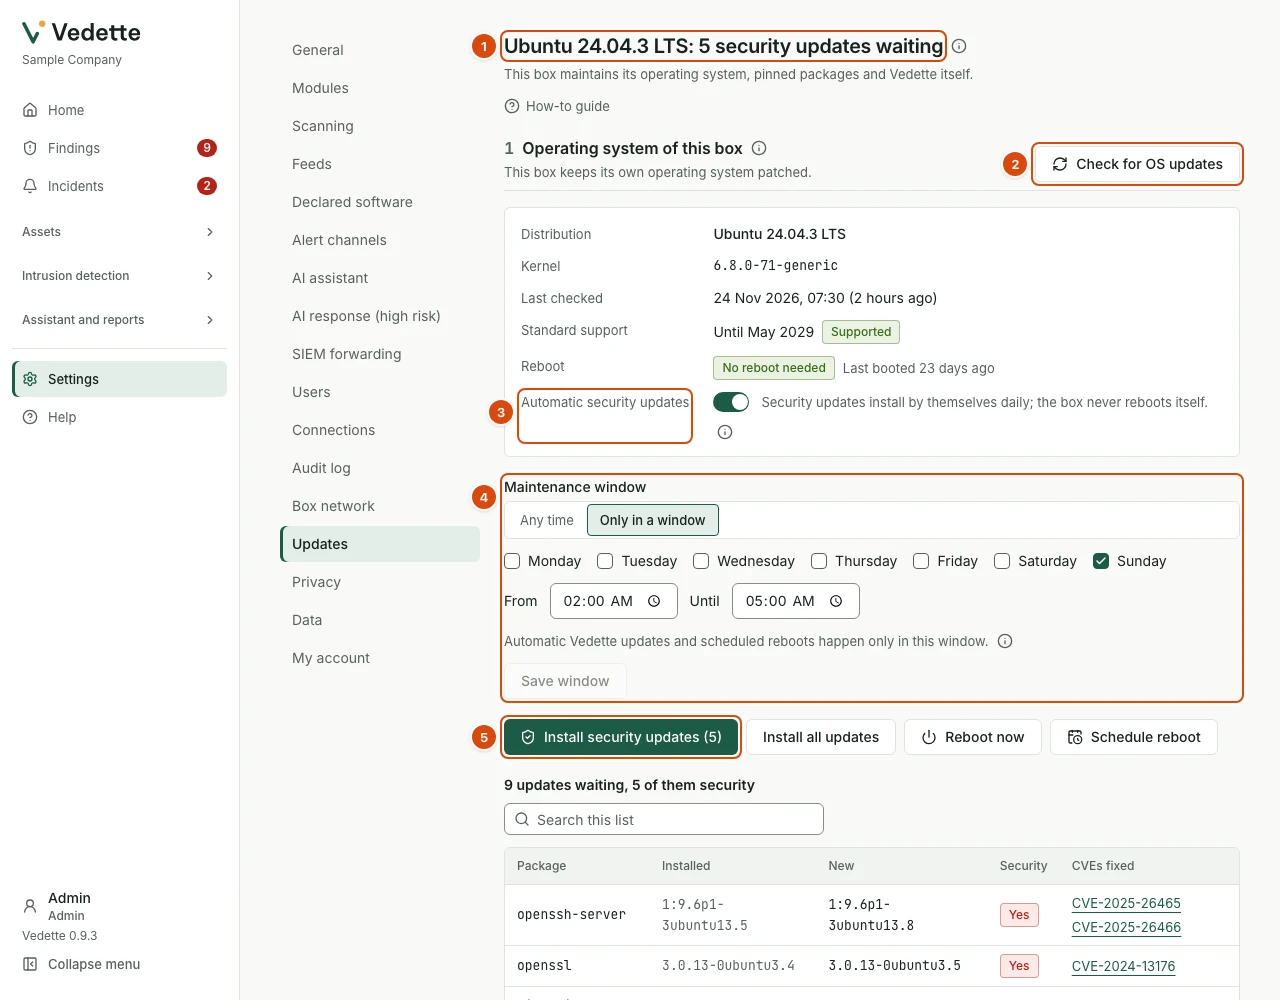 Vedette
Sample Company
Home
Findings 9
Incidents 2
Assets
Intrusion detection
Assistant and reports
Settings
Help
Admin
Admin
Vedette 0.9.3
Collapse menu
General
Modules
Scanning
Feeds
Declared software
Alert channels
AI assistant
AI response (high risk)
SIEM forwarding
Users
Connections
Audit log
Box network
Updates
Privacy
Data
My account
1 Ubuntu 24.04.3 LTS: 5 security updates waiting
This box maintains its operating system, pinned packages and Vedette itself.
How-to guide
1 Operating system of this box
This box keeps its own operating system patched.
2 Check for OS updates
Distribution Ubuntu 24.04.3 LTS
Kernel 6.8.0-71-generic
Last checked 24 Nov 2026, 07:30 (2 hours ago)
Standard support Until May 2029 Supported
Reboot No reboot needed Last booted 23 days ago
3 Automatic security updates Security updates install by themselves daily; the box never reboots itself.
4 Maintenance window
Any time Only in a window
Monday Tuesday Wednesday Thursday Friday Saturday Sunday
From 02:00 AM Until 05:00 AM
Automatic Vedette updates and scheduled reboots happen only in this window.
Save window
5 Install security updates (5) Install all updates Reboot now Schedule reboot
9 updates waiting, 5 of them security
Search this list
Package Installed New Security CVEs fixed
openssh-server 1:9.6p1-3ubuntu13.5 1:9.6p1-3ubuntu13.8 Yes CVE-2025-26465
CVE-2025-26466
openssl 3.0.13-0ubuntu3.4 3.0.13-0ubuntu3.5 Yes CVE-2024-13176